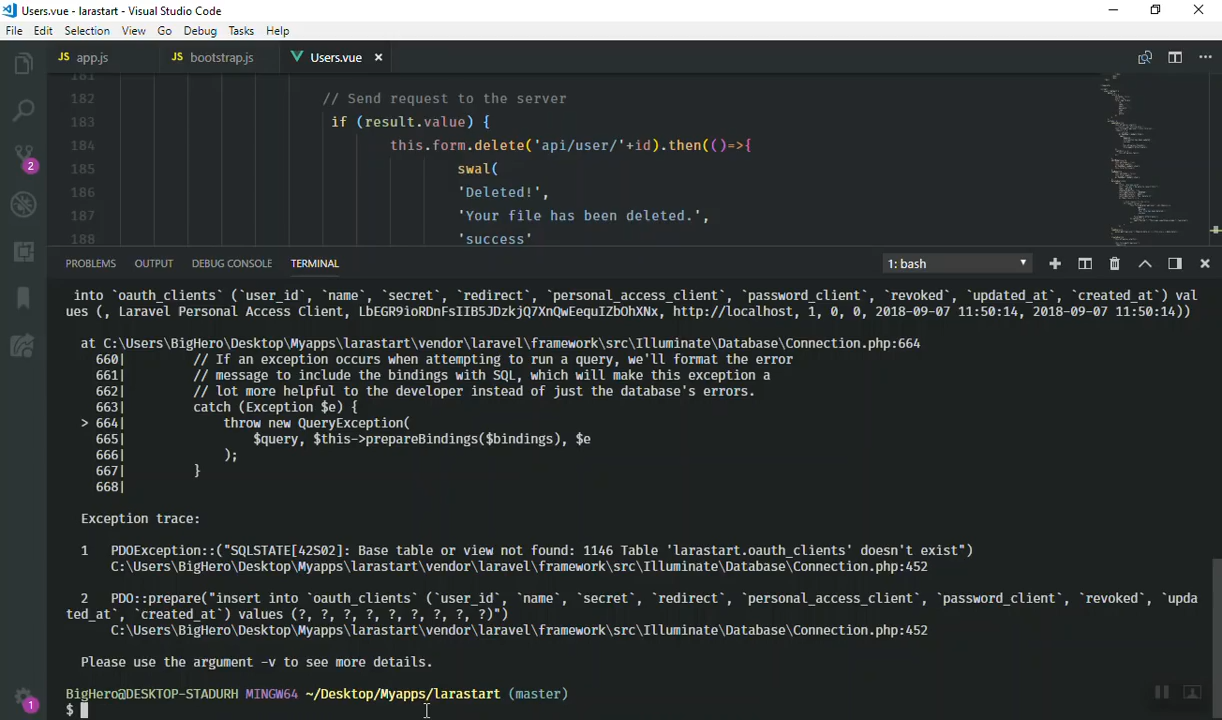 Users.vue - larastart - Visual Studio Code
File Edit Selection View Go Debug Tasks Help
JS app.js JS bootstrap.js Users.vue ×
181
182 // Send request to the server
183 if (result.value) {
184 this.form.delete('api/user/'+id).then(()=>{
185 swal(
186 'Deleted!',
187 'Your file has been deleted.',
188 'success'
2
PROBLEMS OUTPUT DEBUG CONSOLE TERMINAL 1: bash
into `oauth_clients` (`user_id`, `name`, `secret`, `redirect`, `personal_access_client`, `password_client`, `revoked`, `updated_at`, `created_at`) val
ues (, Laravel Personal Access Client, LbEGR9ioRDnFsIIB5JDzkjQ7XnQwEequIZbOhXNx, http://localhost, 1, 0, 0, 2018-09-07 11:50:14, 2018-09-07 11:50:14))
at C:\Users\BigHero\Desktop\Myapps\larastart\vendor\laravel\framework\src\Illuminate\Database\Connection.php:664
660| // If an exception occurs when attempting to run a query, we'll format the error
661| // message to include the bindings with SQL, which will make this exception a
662| // lot more helpful to the developer instead of just the database's errors.
663| catch (Exception $e) {
> 664| throw new QueryException(
665| $query, $this->prepareBindings($bindings), $e
666| );
667| }
668|
Exception trace:
1 PDOException::("SQLSTATE[42S02]: Base table or view not found: 1146 Table 'larastart.oauth_clients' doesn't exist")
C:\Users\BigHero\Desktop\Myapps\larastart\vendor\laravel\framework\src\Illuminate\Database\Connection.php:452
2 PDO::prepare("insert into `oauth_clients` (`user_id`, `name`, `secret`, `redirect`, `personal_access_client`, `password_client`, `revoked`, `upda
ted_at`, `created_at`) values (?, ?, ?, ?, ?, ?, ?, ?, ?)")
C:\Users\BigHero\Desktop\Myapps\larastart\vendor\laravel\framework\src\Illuminate\Database\Connection.php:452
Please use the argument -v to see more details.
BigHero@DESKTOP-STADURH MINGW64 ~/Desktop/Myapps/larastart (master)
$
1